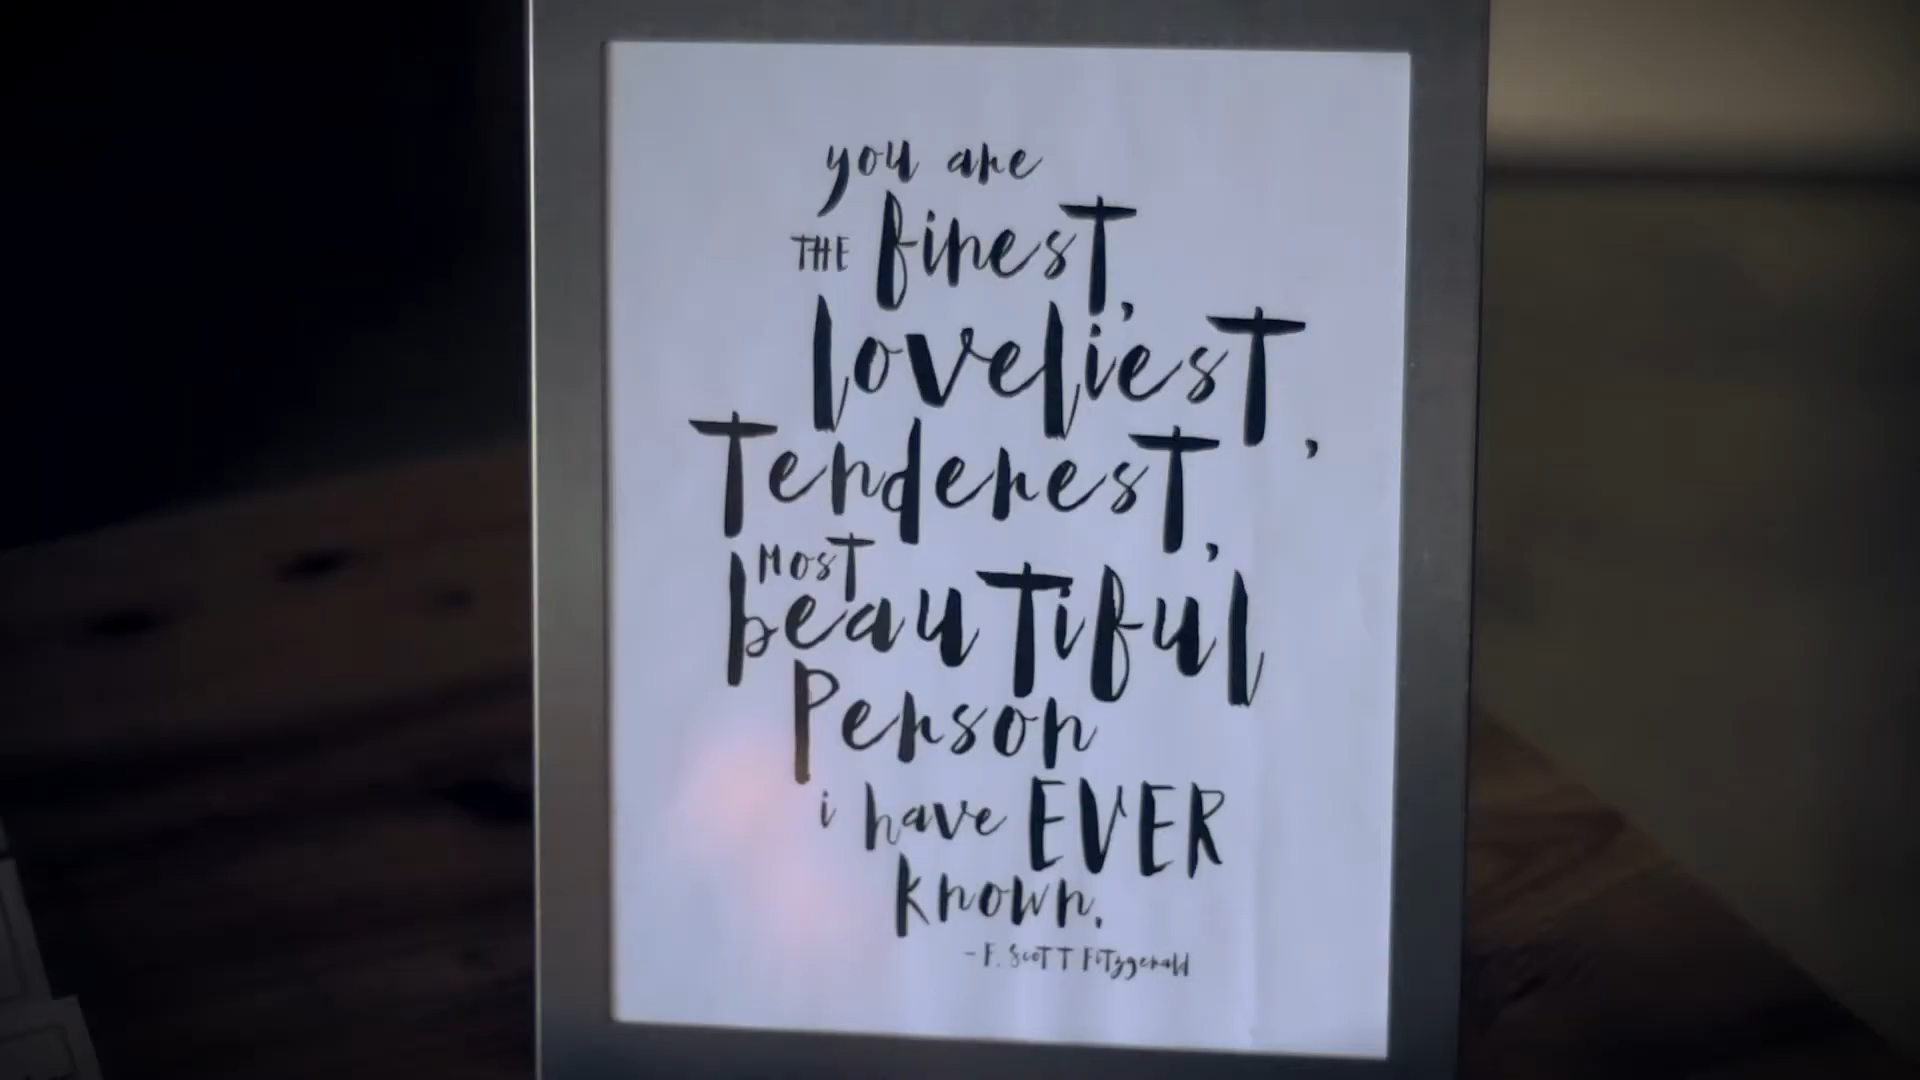 you are
THE finest,
loveliest,
Tenderest,
MOST
beautiful
Person
i have EVER
known.
- F. Scott Fitzgerald